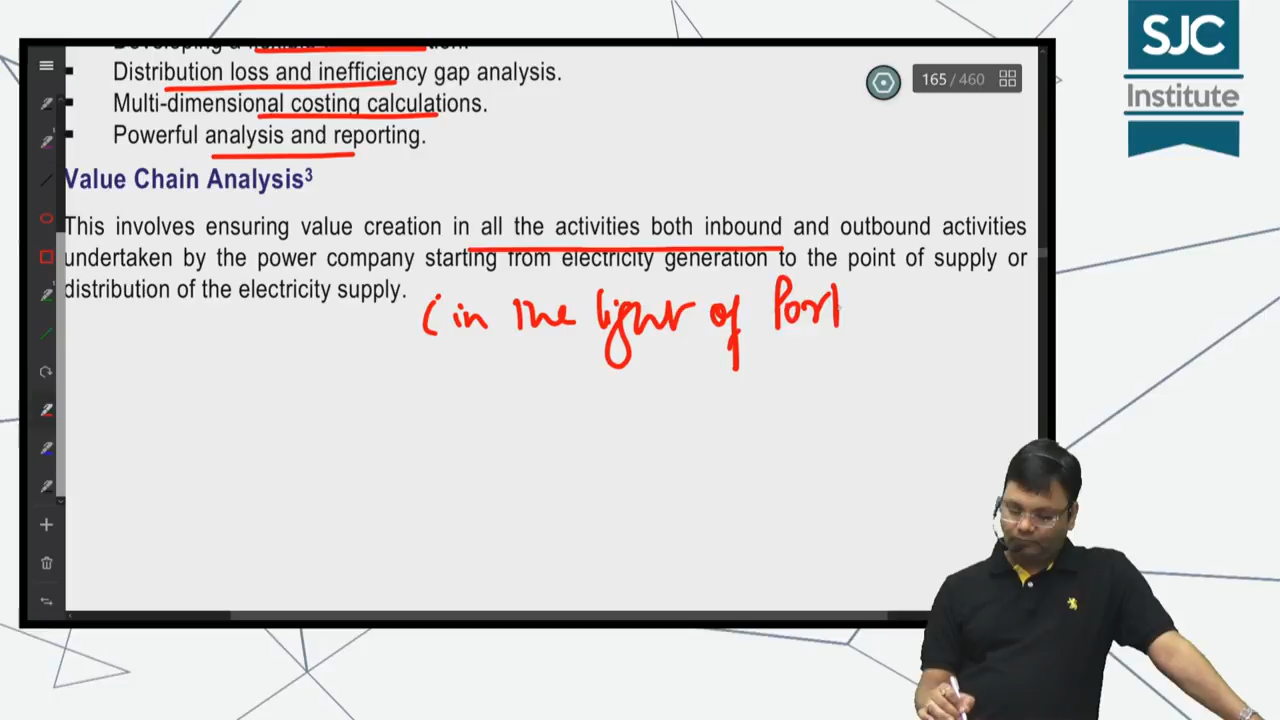 SJC
Institute
165 / 460
Distribution loss and inefficiency gap analysis.
Multi-dimensional costing calculations.
Powerful analysis and reporting.
Value Chain Analysis³
This involves ensuring value creation in all the activities both inbound and outbound activities
undertaken by the power company starting from electricity generation to the point of supply or
distribution of the electricity supply.
( in the light of Port